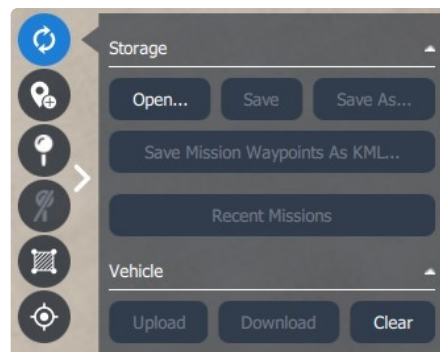 Storage
Open... Save Save As...
Save Mission Waypoints As KML...
Recent Missions
Vehicle
Upload Download Clear